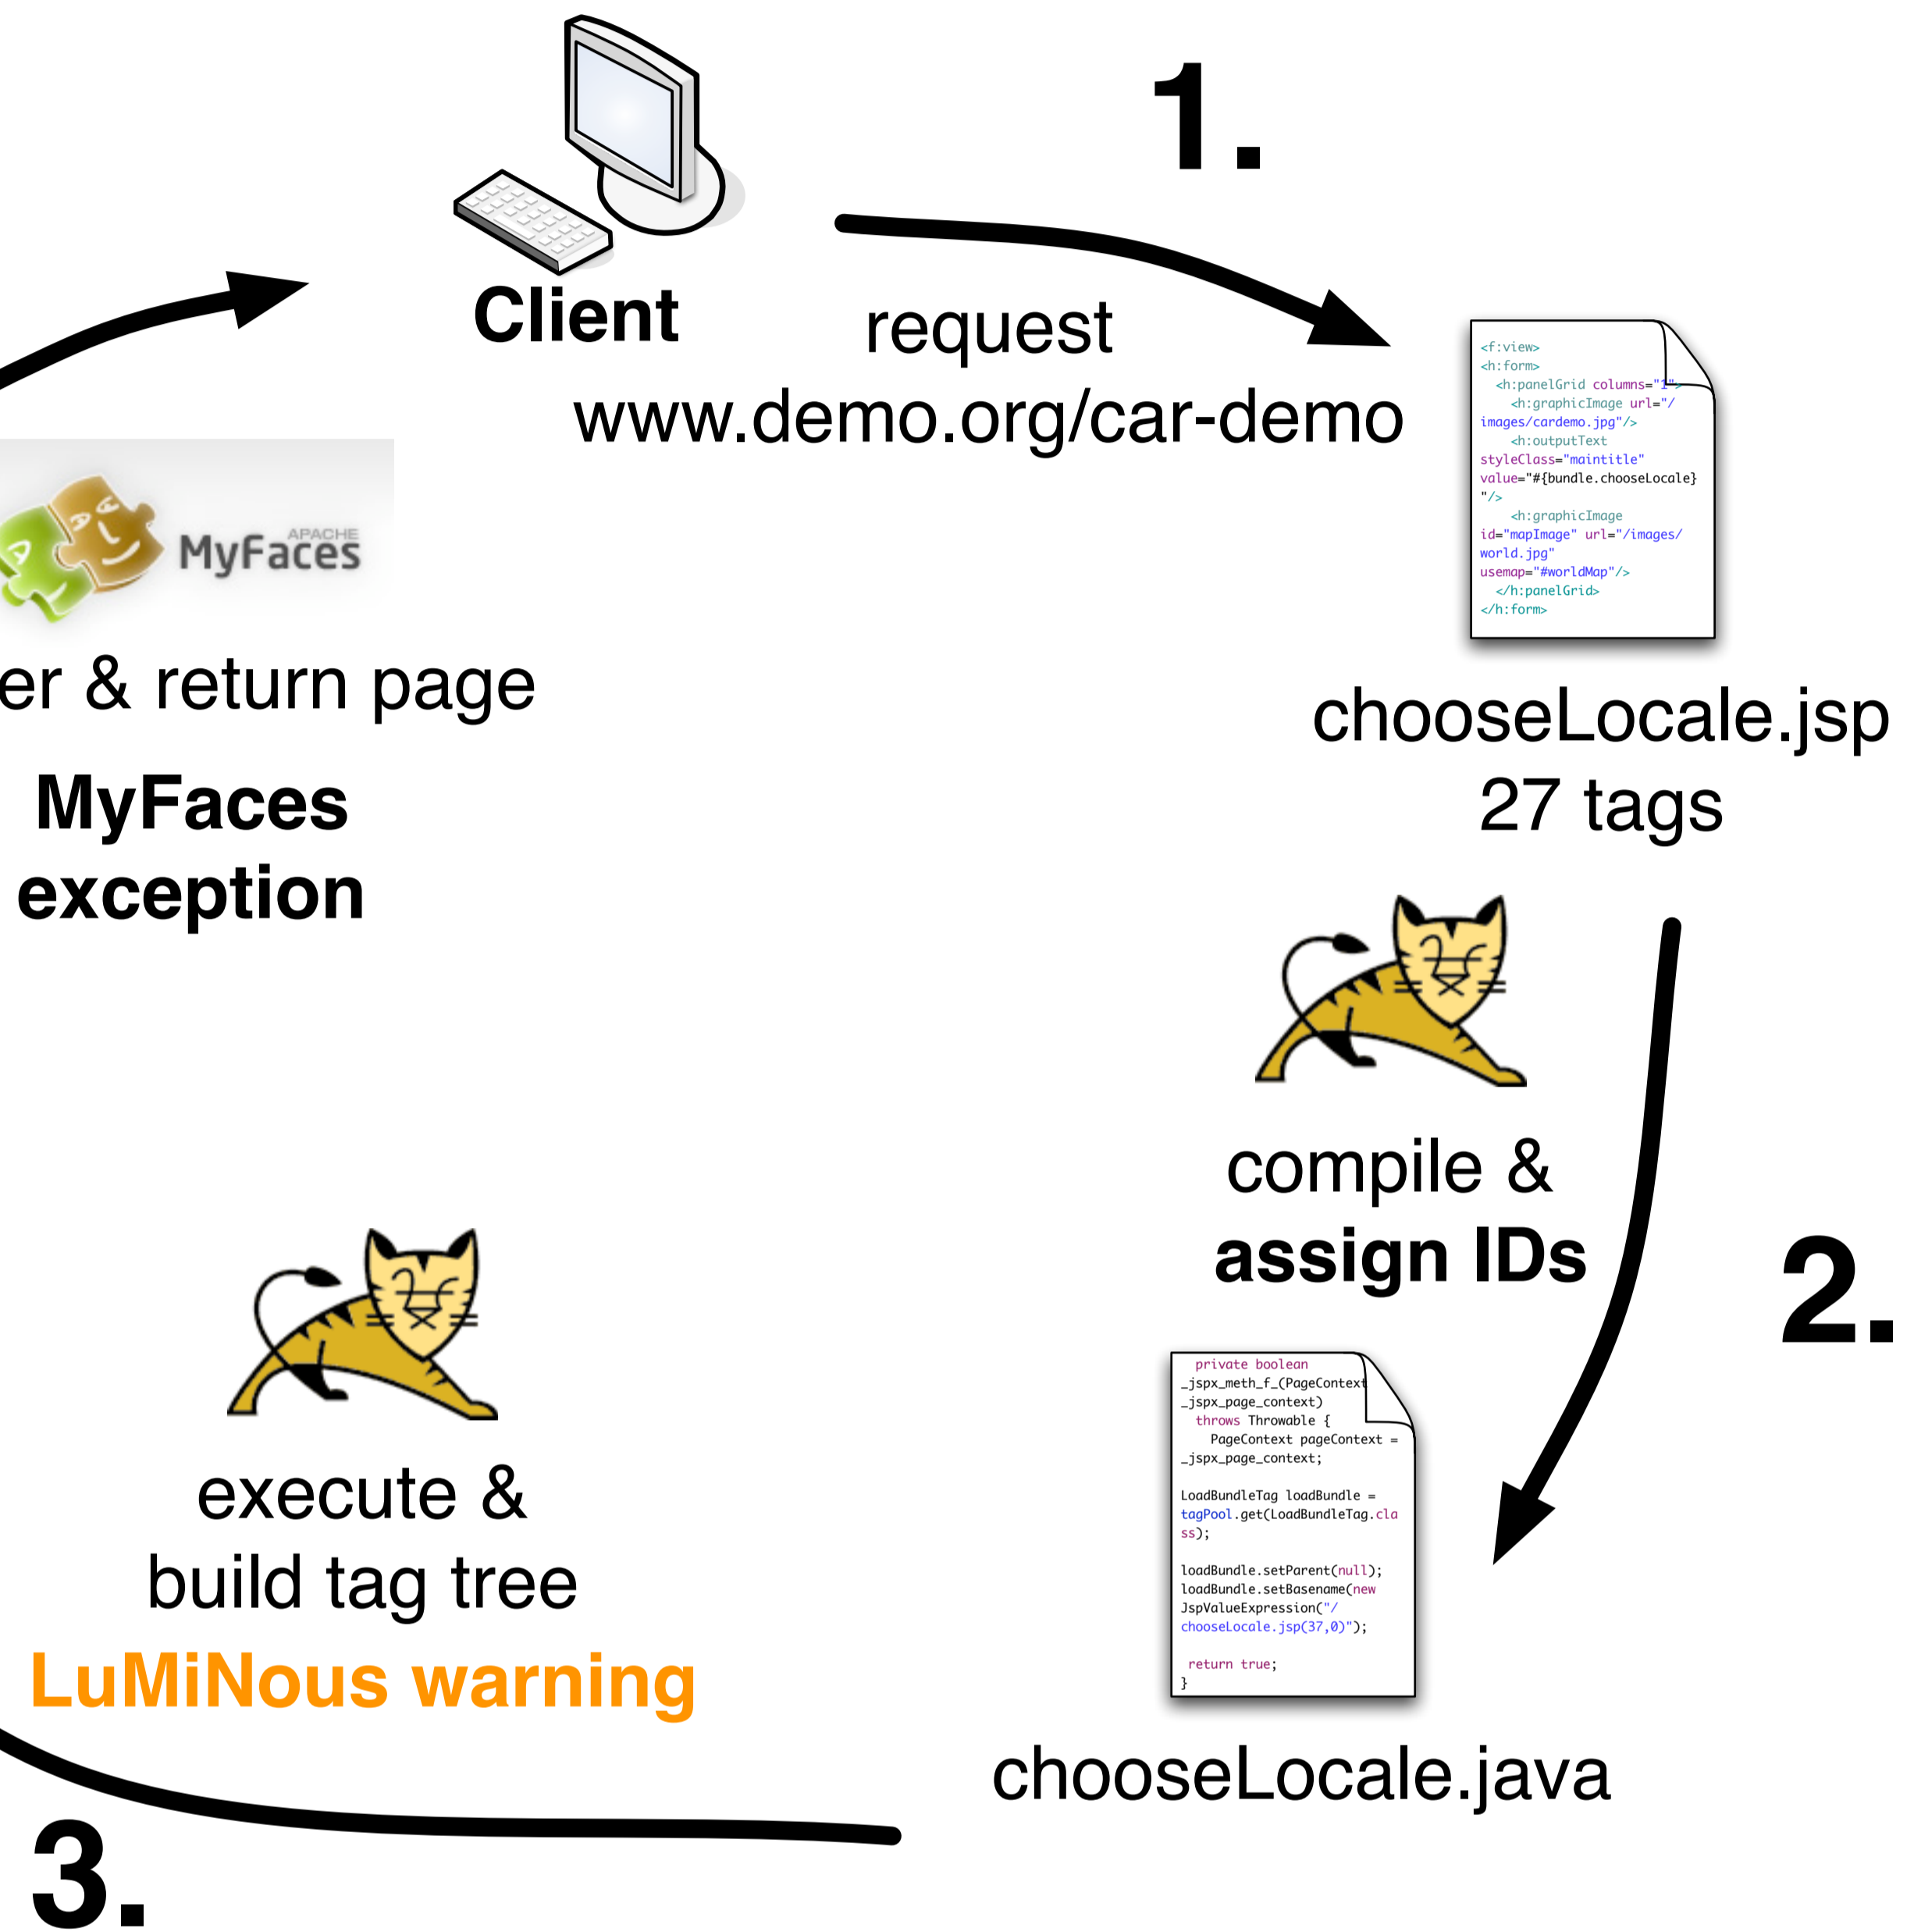 1.
Client
request
www.demo.org/car-demo
<f:view>
<h:form>
<h:panelGrid columns="1">
<h:graphicImage url="/
images/cardemo.jpg"/>
<h:outputText
styleClass="maintitle"
value="#{bundle.chooseLocale}
"/>
<h:graphicImage
id="mapImage" url="/images/
world.jpg"
usemap="#worldMap"/>
</h:panelGrid>
</h:form>
chooseLocale.jsp
27 tags
APACHE
MyFaces
er & return page
MyFaces
exception
compile &
assign IDs
2.
private boolean
_jspx_meth_f_(PageContext
_jspx_page_context)
throws Throwable {
PageContext pageContext =
_jspx_page_context;
LoadBundleTag loadBundle =
tagPool.get(LoadBundleTag.cla
ss);
loadBundle.setParent(null);
loadBundle.setBasename(new
JspValueExpression("/
chooseLocale.jsp(37,0)");
return true;
}
chooseLocale.java
execute &
build tag tree
LuMiNous warning
3.